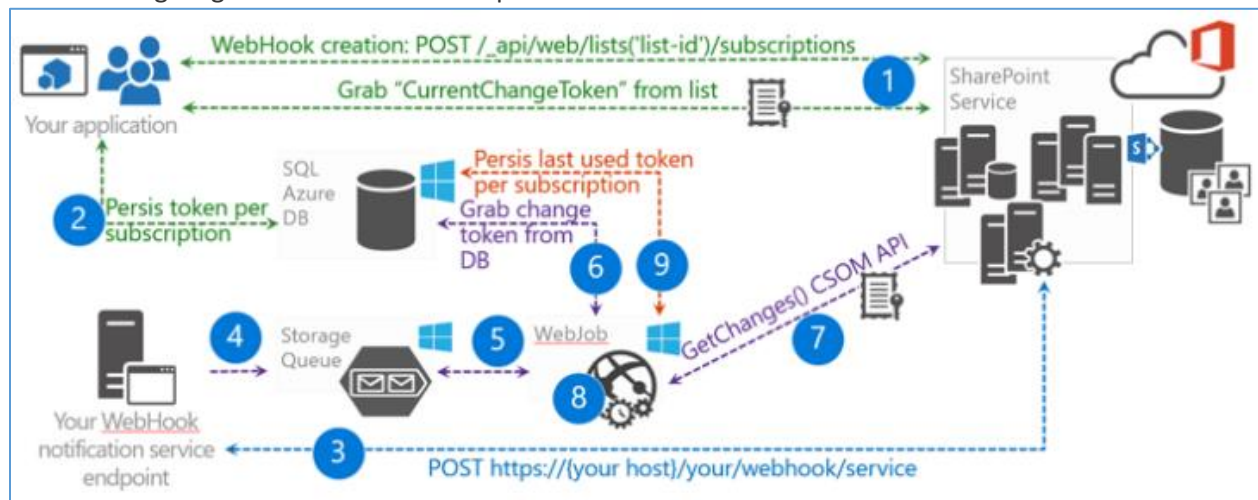 WebHook creation: POST /_api/web/lists('list-id')/subscriptions
1
Grab "CurrentChangeToken" from list
SharePoint
Service
Your application
S
SQL
Azure
DB
Persis last used token
per subscription
2
Persis token per
subscription
Grab change
token from
DB
6
9
GetChanges() CSOM API
7
4
Storage
Queue
5
WebJob
8
Your WebHook
notification service
endpoint
3
POST https://{your host}/your/webhook/service